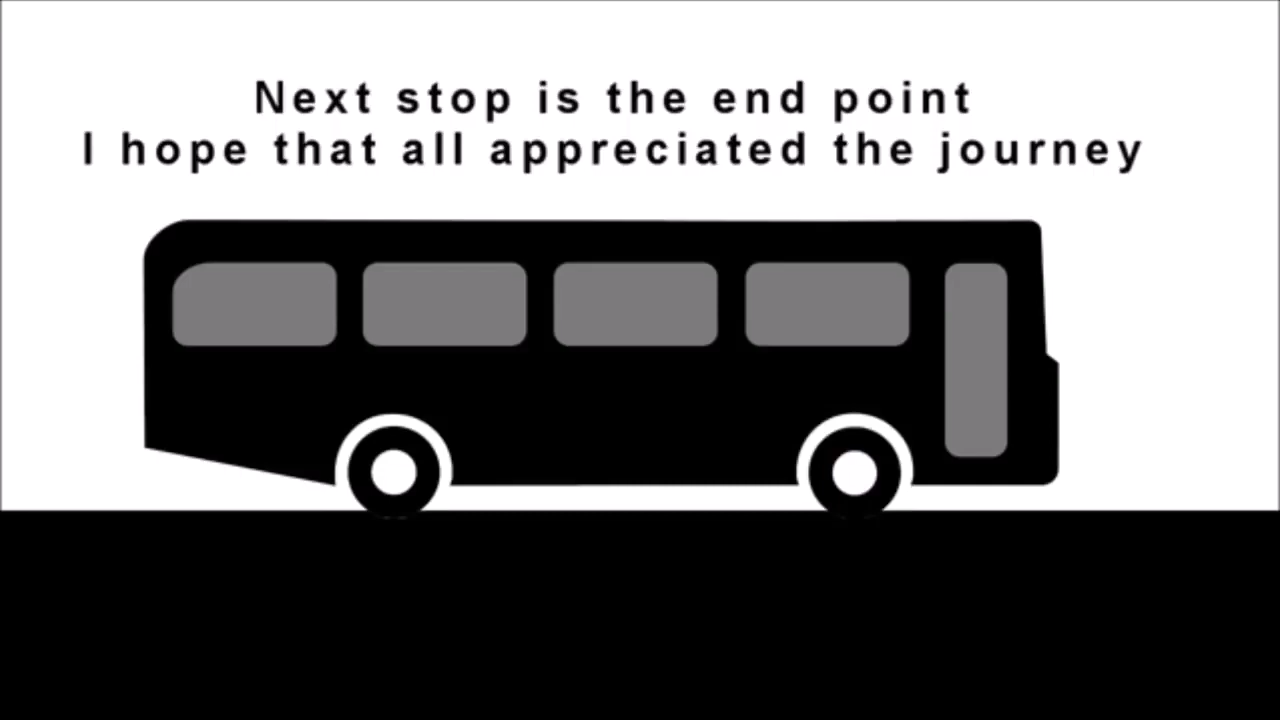 Next stop is the end point
I hope that all appreciated the journey